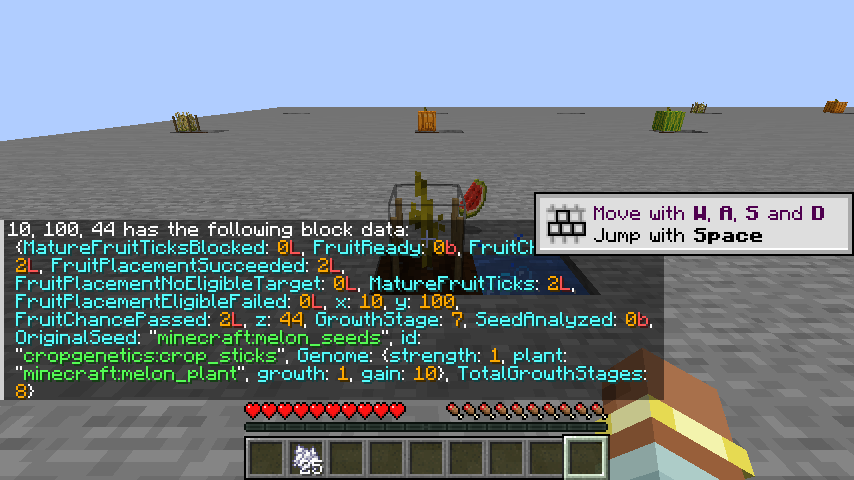 10, 100, 44 has the following block data:
{MatureFruitTicksBlocked: 0L, FruitReady: 0b, FruitCh
2L, FruitPlacementSucceeded: 2L,
FruitPlacementNoEligibleTarget: 0L, MatureFruitTicks: 2L,
FruitPlacementEligibleFailed: 0L, x: 10, y: 100,
FruitChancePassed: 2L, z: 44, GrowthStage: 7, SeedAnalyzed: 0b,
OriginalSeed: "minecraft:melon_seeds", id:
"cropgenetics:crop_sticks", Genome: {strength: 1, plant:
"minecraft:melon_plant", growth: 1, gain: 10}, TotalGrowthStages:
8}
Move with W, A, S and D
Jump with Space
25